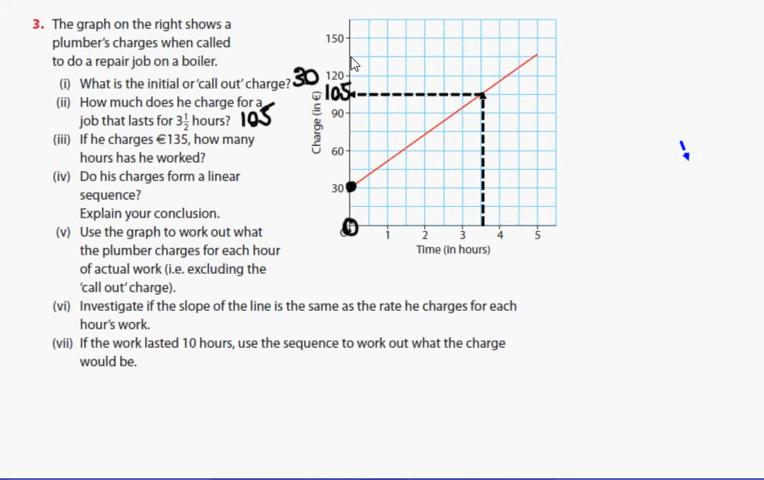 3. The graph on the right shows a
plumber's charges when called
to do a repair job on a boiler.
(i) What is the initial or 'call out' charge? 30
(ii) How much does he charge for a
job that lasts for 3 1/2 hours? 105
(iii) If he charges €135, how many
hours has he worked?
(iv) Do his charges form a linear
sequence?
Explain your conclusion.
(v) Use the graph to work out what
the plumber charges for each hour
of actual work (i.e. excluding the
'call out' charge).
(vi) Investigate if the slope of the line is the same as the rate he charges for each
hour's work.
(vii) If the work lasted 10 hours, use the sequence to work out what the charge
would be.
Charge (in €)
150
120
105
90
60
30
0
1 2 3 4 5
Time (in hours)